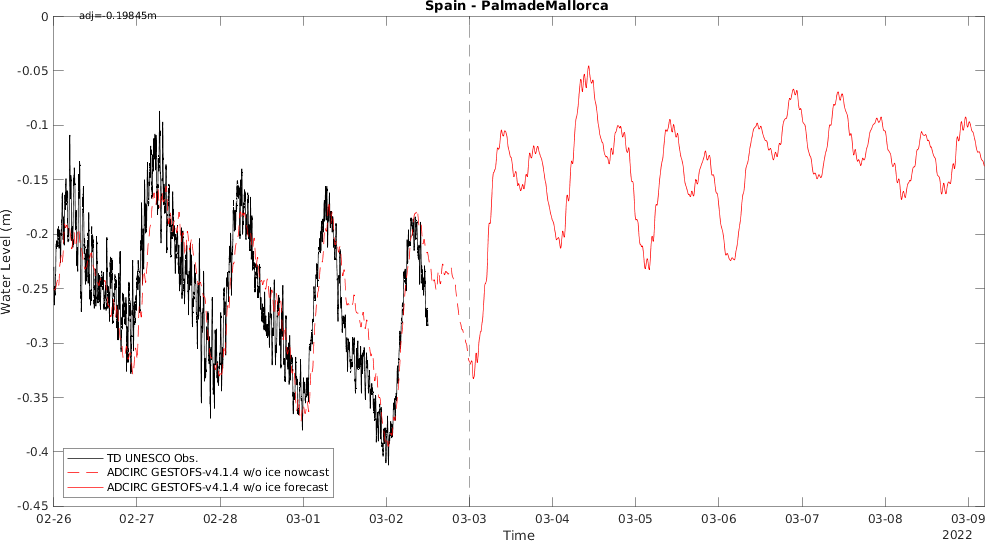 Spain - PalmadeMallorca
adj=-0.19845m
0
-0.05
-0.1
-0.15
-0.2
-0.25
-0.3
-0.35
-0.4
-0.45
Water Level (m)
TD UNESCO Obs.
ADCIRC GESTOFS-v4.1.4 w/o ice nowcast
ADCIRC GESTOFS-v4.1.4 w/o ice forecast
02-26 02-27 02-28 03-01 03-02 03-03 03-04 03-05 03-06 03-07 03-08 03-09
Time
2022